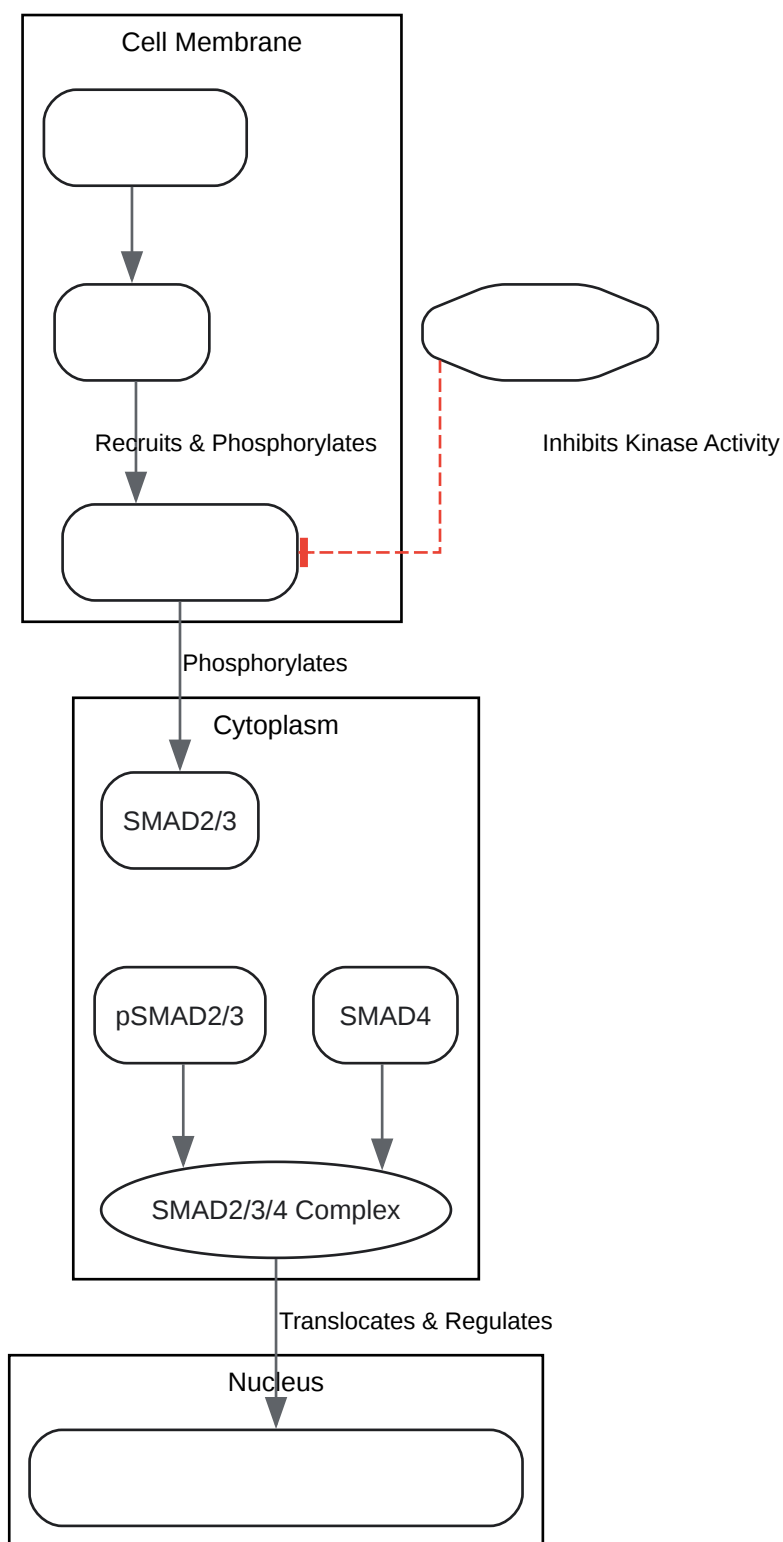 Cell Membrane
Recruits & Phosphorylates
Inhibits Kinase Activity
Phosphorylates
Cytoplasm
SMAD2/3
pSMAD2/3
SMAD4
SMAD2/3/4 Complex
Translocates & Regulates
Nucleus